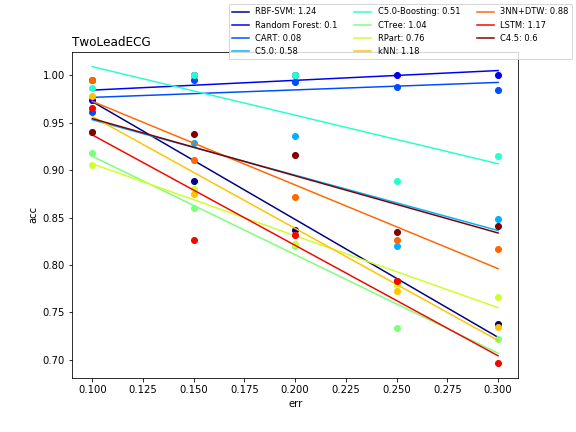 RBF-SVM: 1.24
Random Forest: 0.1
CART: 0.08
C5.0: 0.58
C5.0-Boosting: 0.51
CTree: 1.04
RPart: 0.76
kNN: 1.18
3NN+DTW: 0.88
LSTM: 1.17
C4.5: 0.6
TwoLeadECG
1.00
0.95
0.90
0.85
0.80
0.75
0.70
acc
0.100
0.125
0.150
0.175
0.200
0.225
0.250
0.275
0.300
err